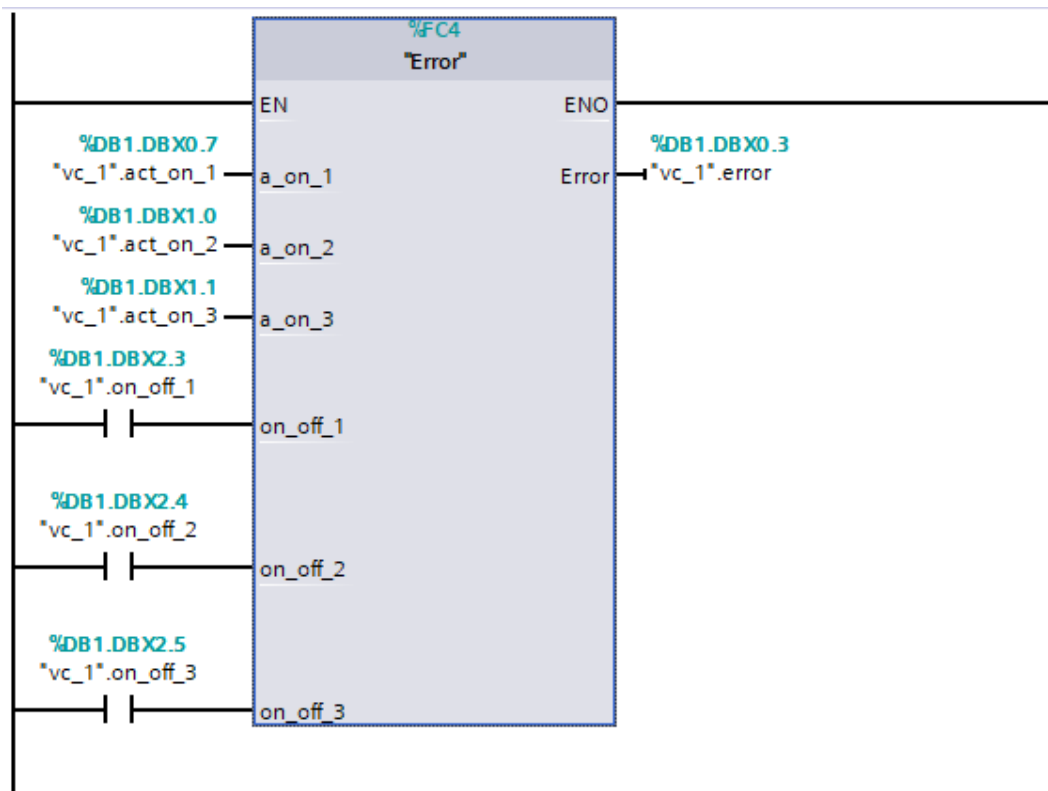 %FC4
"Error"
EN ENO
%DB1.DBX0.7 %DB1.DBX0.3
"vc_1".act_on_1 a_on_1 Error "vc_1".error
%DB1.DBX1.0
"vc_1".act_on_2 a_on_2
%DB1.DBX1.1
"vc_1".act_on_3 a_on_3
%DB1.DBX2.3
"vc_1".on_off_1
on_off_1
%DB1.DBX2.4
"vc_1".on_off_2
on_off_2
%DB1.DBX2.5
"vc_1".on_off_3
on_off_3